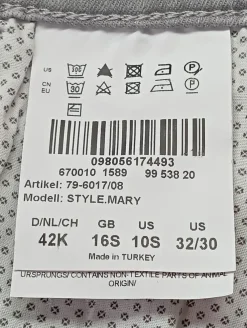 US
CN
EU
30
098056174493
670010 1589 99 538 20
Artikel: 79-6017/08
Modell: STYLE.MARY
D/NL/CH GB US US
42K 16S 10S 32/30
Made in TURKEY
URSPRUNGS/ CONTAINS NON-TEXTILE PARTS OF ANIMAL
ORIGIN/